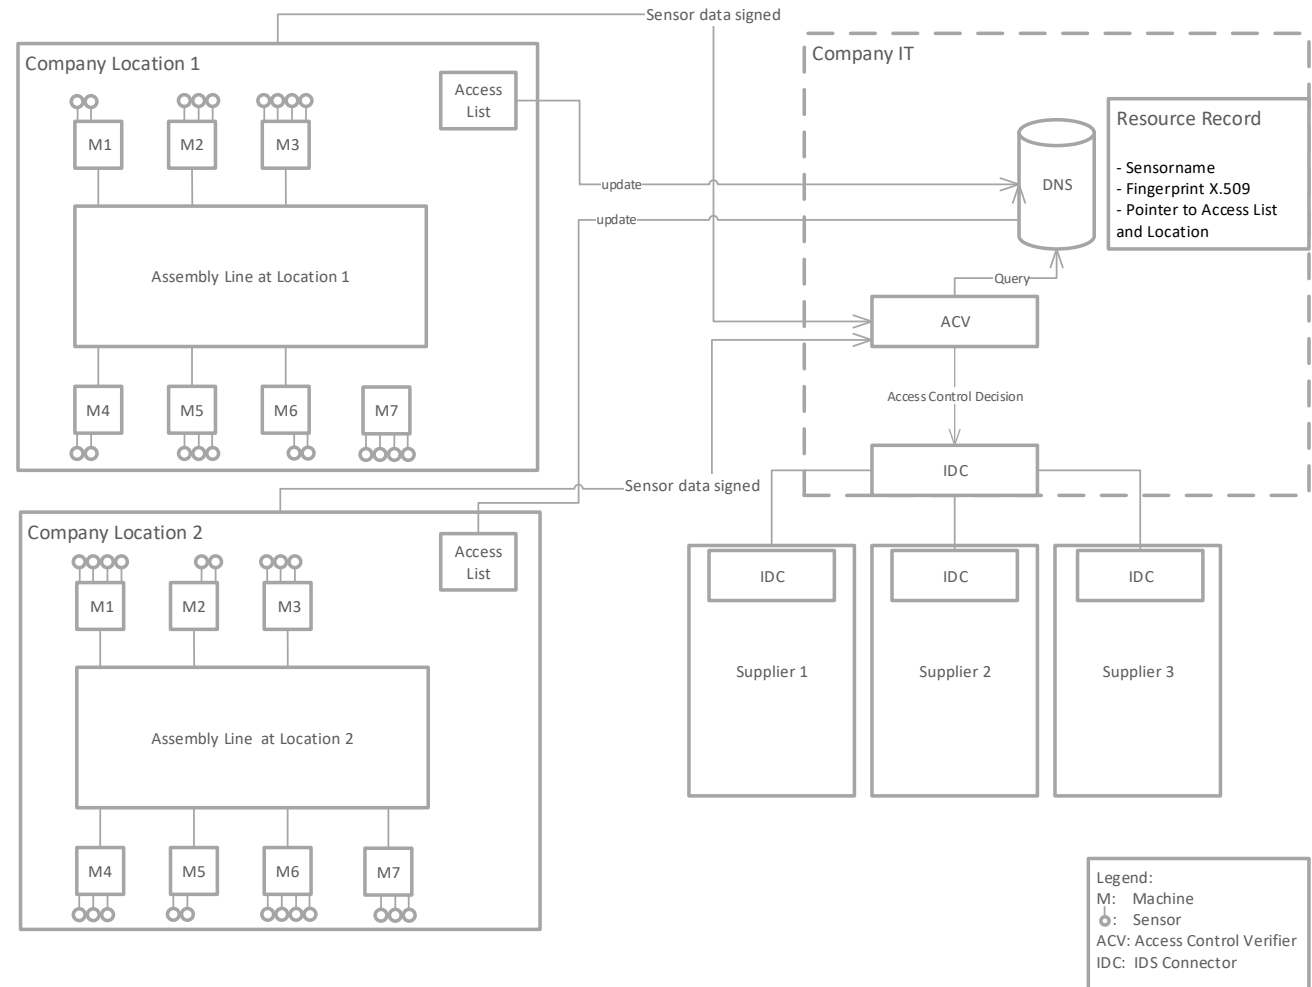 Sensor data signed
Company Location 1
Access
List
M1
M2
M3
Assembly Line at Location 1
M4
M5
M6
M7
update
update
Company IT
DNS
Resource Record
- Sensorname
- Fingerprint X.509
- Pointer to Access List
and Location
Query
ACV
Access Control Decision
IDC
Sensor data signed
Company Location 2
Access
List
M1
M2
M3
Assembly Line at Location 2
M4
M5
M6
M7
IDC
IDC
IDC
Supplier 1
Supplier 2
Supplier 3
Legend:
M: Machine
: Sensor
ACV: Access Control Verifier
IDC: IDS Connector